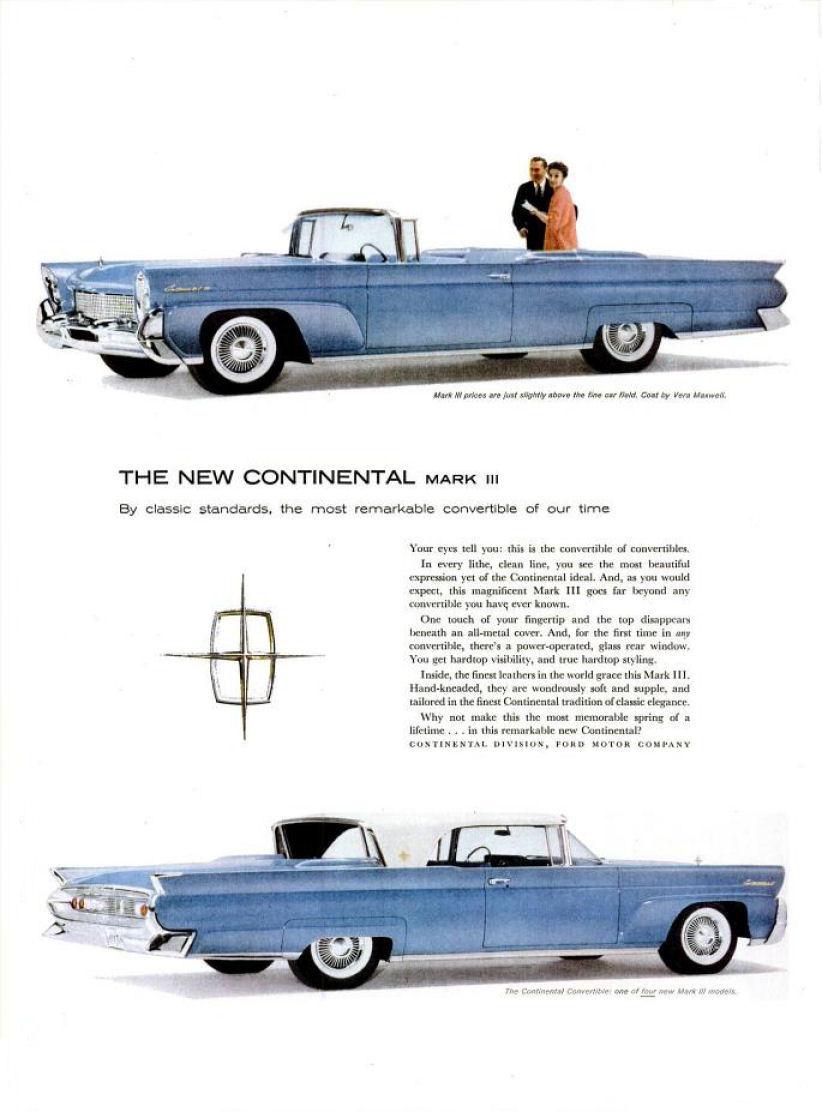 Mark III prices are just slightly above the fine car field. Coat by Vera Maxwell.
THE NEW CONTINENTAL MARK III
By classic standards, the most remarkable convertible of our time
Your eyes tell you: this is the convertible of convertibles.
In every lithe, clean line, you see the most beautiful
expression yet of the Continental ideal. And, as you would
expect, this magnificent Mark III goes far beyond any
convertible you have ever known.
One touch of your fingertip and the top disappears
beneath an all-metal cover. And, for the first time in any
convertible, there's a power-operated, glass rear window.
You get hardtop visibility, and true hardtop styling.
Inside, the finest leathers in the world grace this Mark III.
Hand-kneaded, they are wondrously soft and supple, and
tailored in the finest Continental tradition of classic elegance.
Why not make this the most memorable spring of a
lifetime . . . in this remarkable new Continental?
CONTINENTAL DIVISION, FORD MOTOR COMPANY
The Continental Convertible: one of four new Mark III models.